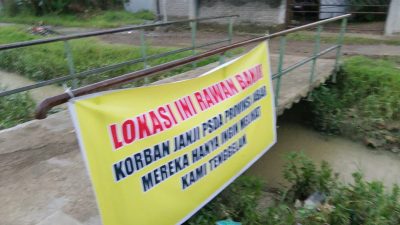 LOKASI INI RAWAN BANJIR
KORBAN JANJI PSDA PROVINSI JABAR
MEREKA HANYA INGIN MELIHAT
KAMI TENGGELAM